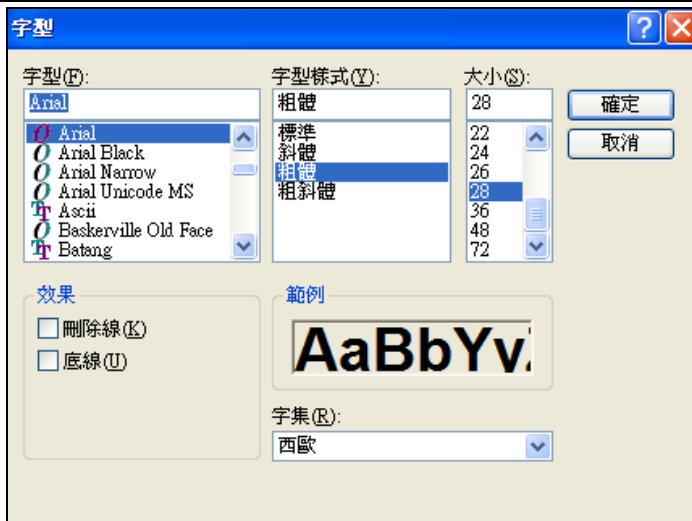 字型
字型(F):
字型樣式(Y):
大小(S):
Arial
粗體
28
確定
取消
Arial
Arial Black
Arial Narrow
Arial Unicode MS
Ascii
Baskerville Old Face
Batang
標準
斜體
粗體
粗斜體
22
24
26
28
36
48
72
效果
刪除線(K)
底線(U)
範例
AaBbYy
字集(R):
西歐